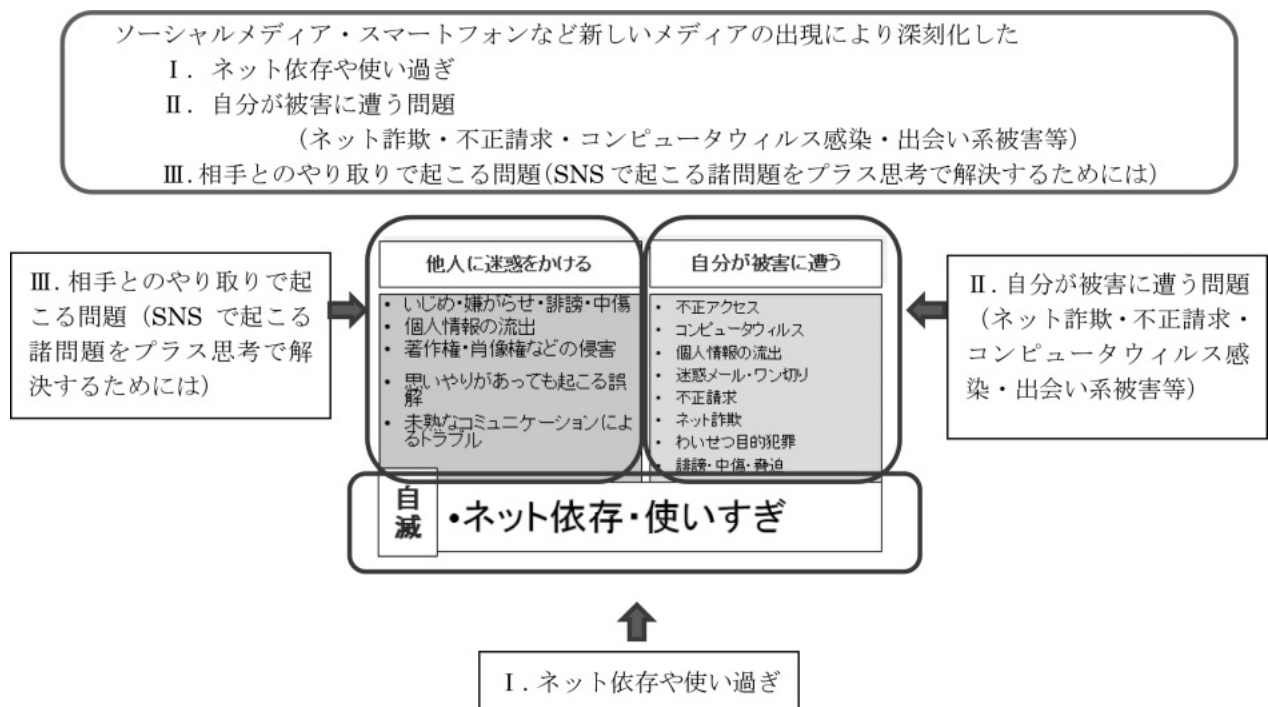 ソーシャルメディア・スマートフォンなど新しいメディアの出現により深刻化した
Ⅰ．ネット依存や使い過ぎ
Ⅱ．自分が被害に遭う問題
（ネット詐欺・不正請求・コンピュータウィルス感染・出会い系被害等）
Ⅲ.相手とのやり取りで起こる問題（SNSで起こる諸問題をプラス思考で解決するためには）
Ⅲ.相手とのやり取りで起
こる問題（SNS で起こる
諸問題をプラス思考で解
決するためには）
他人に迷惑をかける
• いじめ・嫌がらせ・誹謗・中傷
• 個人情報の流出
• 著作権・肖像権などの侵害
• 思いやりがあっても起こる誤
解
• 未熟なコミュニケーションによ
るトラブル
自分が被害に遭う
• 不正アクセス
• コンピュータウィルス
• 個人情報の流出
• 迷惑メール・ワン切り
• 不正請求
• ネット詐欺
• わいせつ目的犯罪
• 誹謗・中傷・脅迫
Ⅱ.自分が被害に遭う問題
（ネット詐欺・不正請求・
コンピュータウィルス感
染・出会い系被害等）
自
滅
•ネット依存・使いすぎ
Ⅰ.ネット依存や使い過ぎ